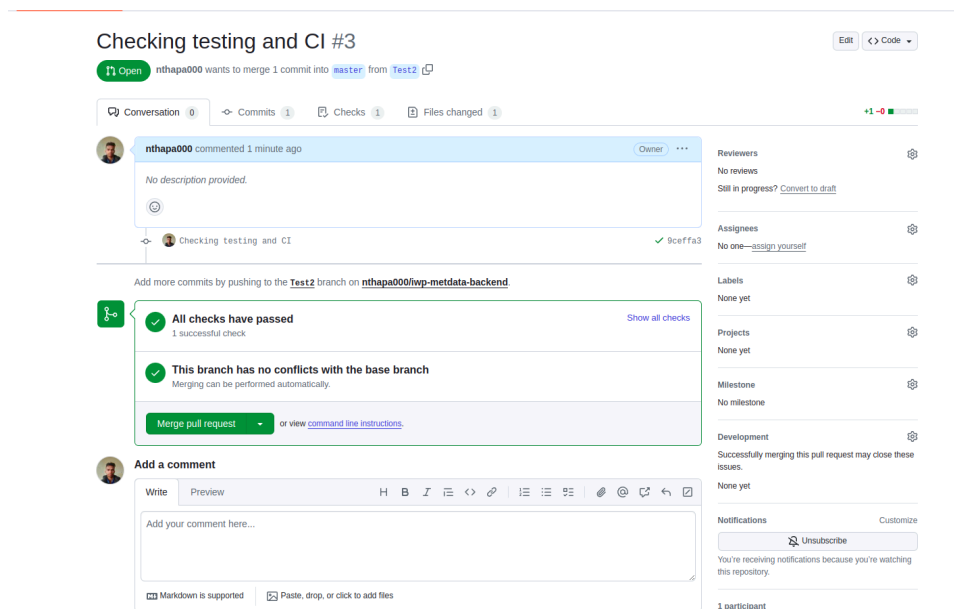 Checking testing and CI #3
Edit
Code
Open
nthapa000 wants to merge 1 commit into master from Test2
Conversation 0
Commits 1
Checks 1
Files changed 1
+1 −0
nthapa000 commented 1 minute ago
Owner
No description provided.
Checking testing and CI
9ceffa3
Add more commits by pushing to the Test2 branch on nthapa000/iwp-metdata-backend.
All checks have passed
1 successful check
Show all checks
This branch has no conflicts with the base branch
Merging can be performed automatically.
Merge pull request
or view command line instructions.
Add a comment
Write
Preview
Add your comment here...
Markdown is supported
Paste, drop, or click to add files
Reviewers
No reviews
Still in progress? Convert to draft
Assignees
No one—assign yourself
Labels
None yet
Projects
None yet
Milestone
No milestone
Development
Successfully merging this pull request may close these
issues.
None yet
Notifications
Customize
Unsubscribe
You're receiving notifications because you're watching
this repository.
1 participant